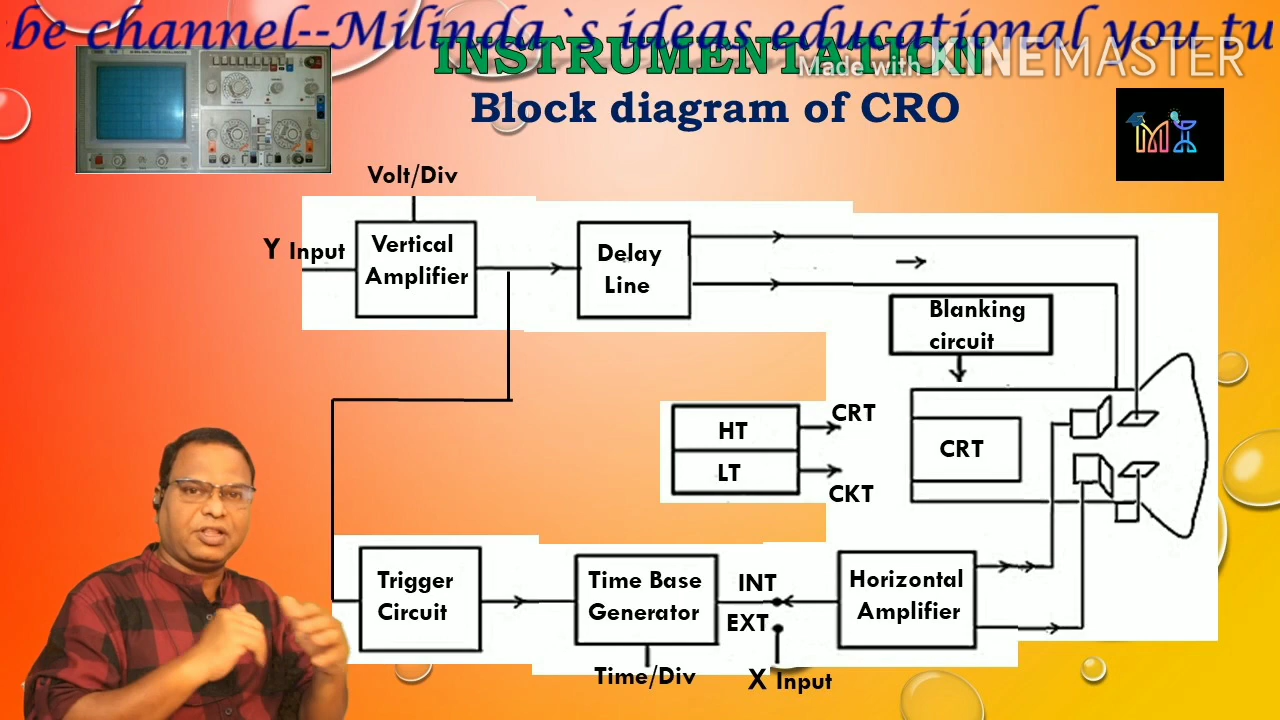 be channel--Milinda`s ideas educational you tu
INSTRUMENTATION
Made with KINEMASTER
Block diagram of CRO
MI
Volt/Div
Y Input
Vertical
Amplifier
Delay
Line
Blanking
circuit
HT
CRT
LT
CKT
CRT
Trigger
Circuit
Time Base
Generator
INT
EXT
Horizontal
Amplifier
Time/Div
X Input